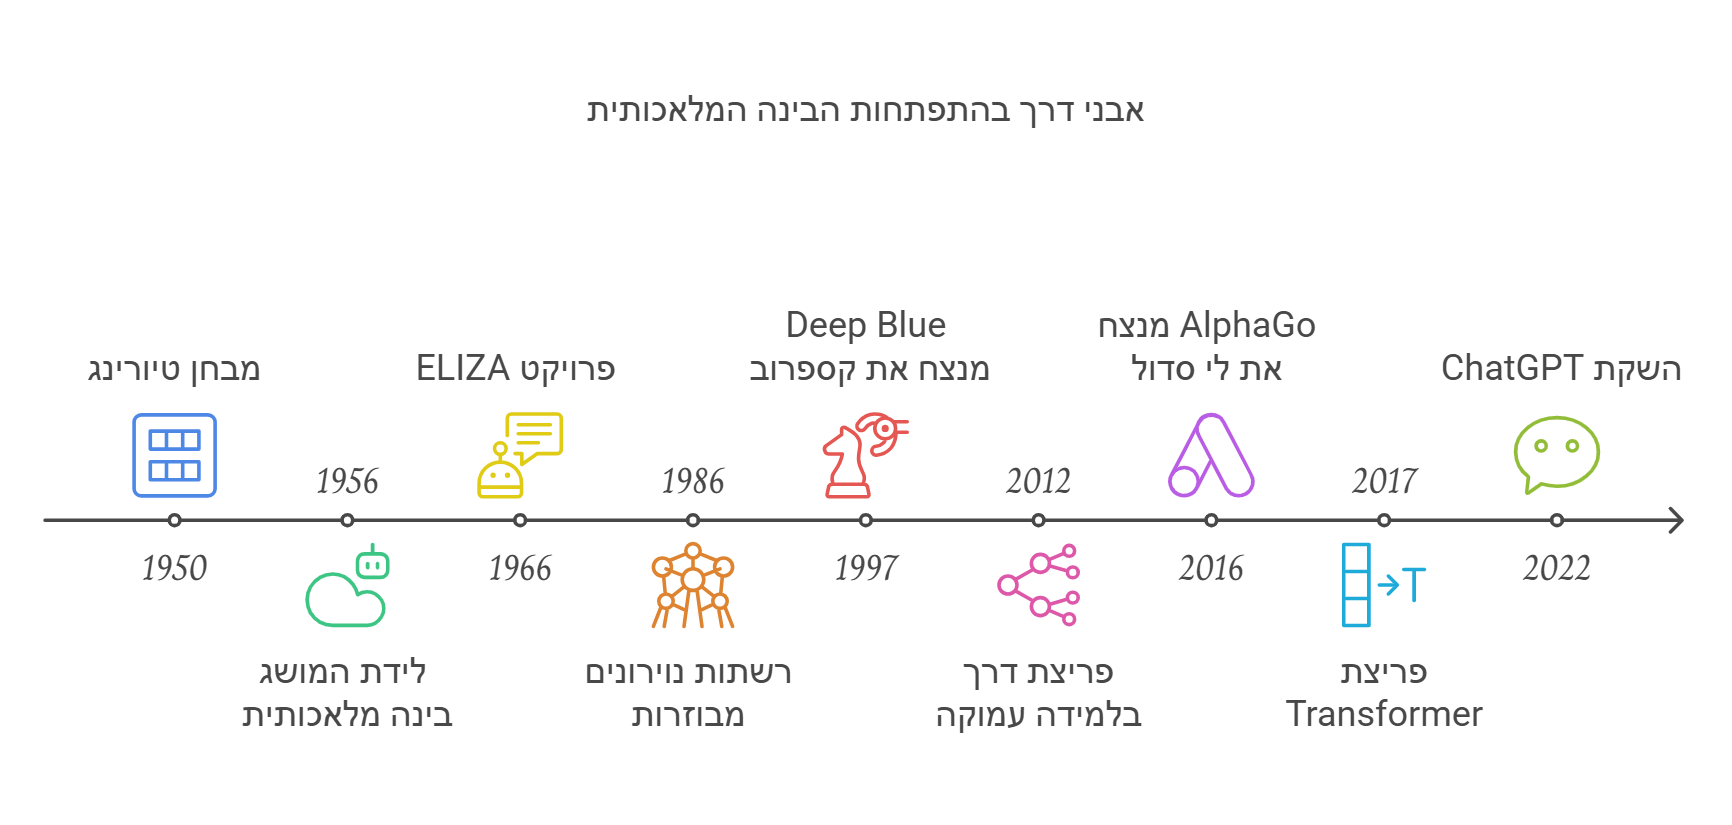 אבני דרך בהתפתחות הבינה המלאכותית
מבחן טיורינג
1950
1956
לידת המושג
בינה מלאכותית
פרויקט ELIZA
1966
1986
רשתות נוירונים
מבוזרות
Deep Blue
מנצח את קספרוב
1997
2012
פריצת דרך
בלמידה עמוקה
AlphaGo מנצח
את לי סדול
2016
2017
T
פריצת
Transformer
השקת ChatGPT
2022